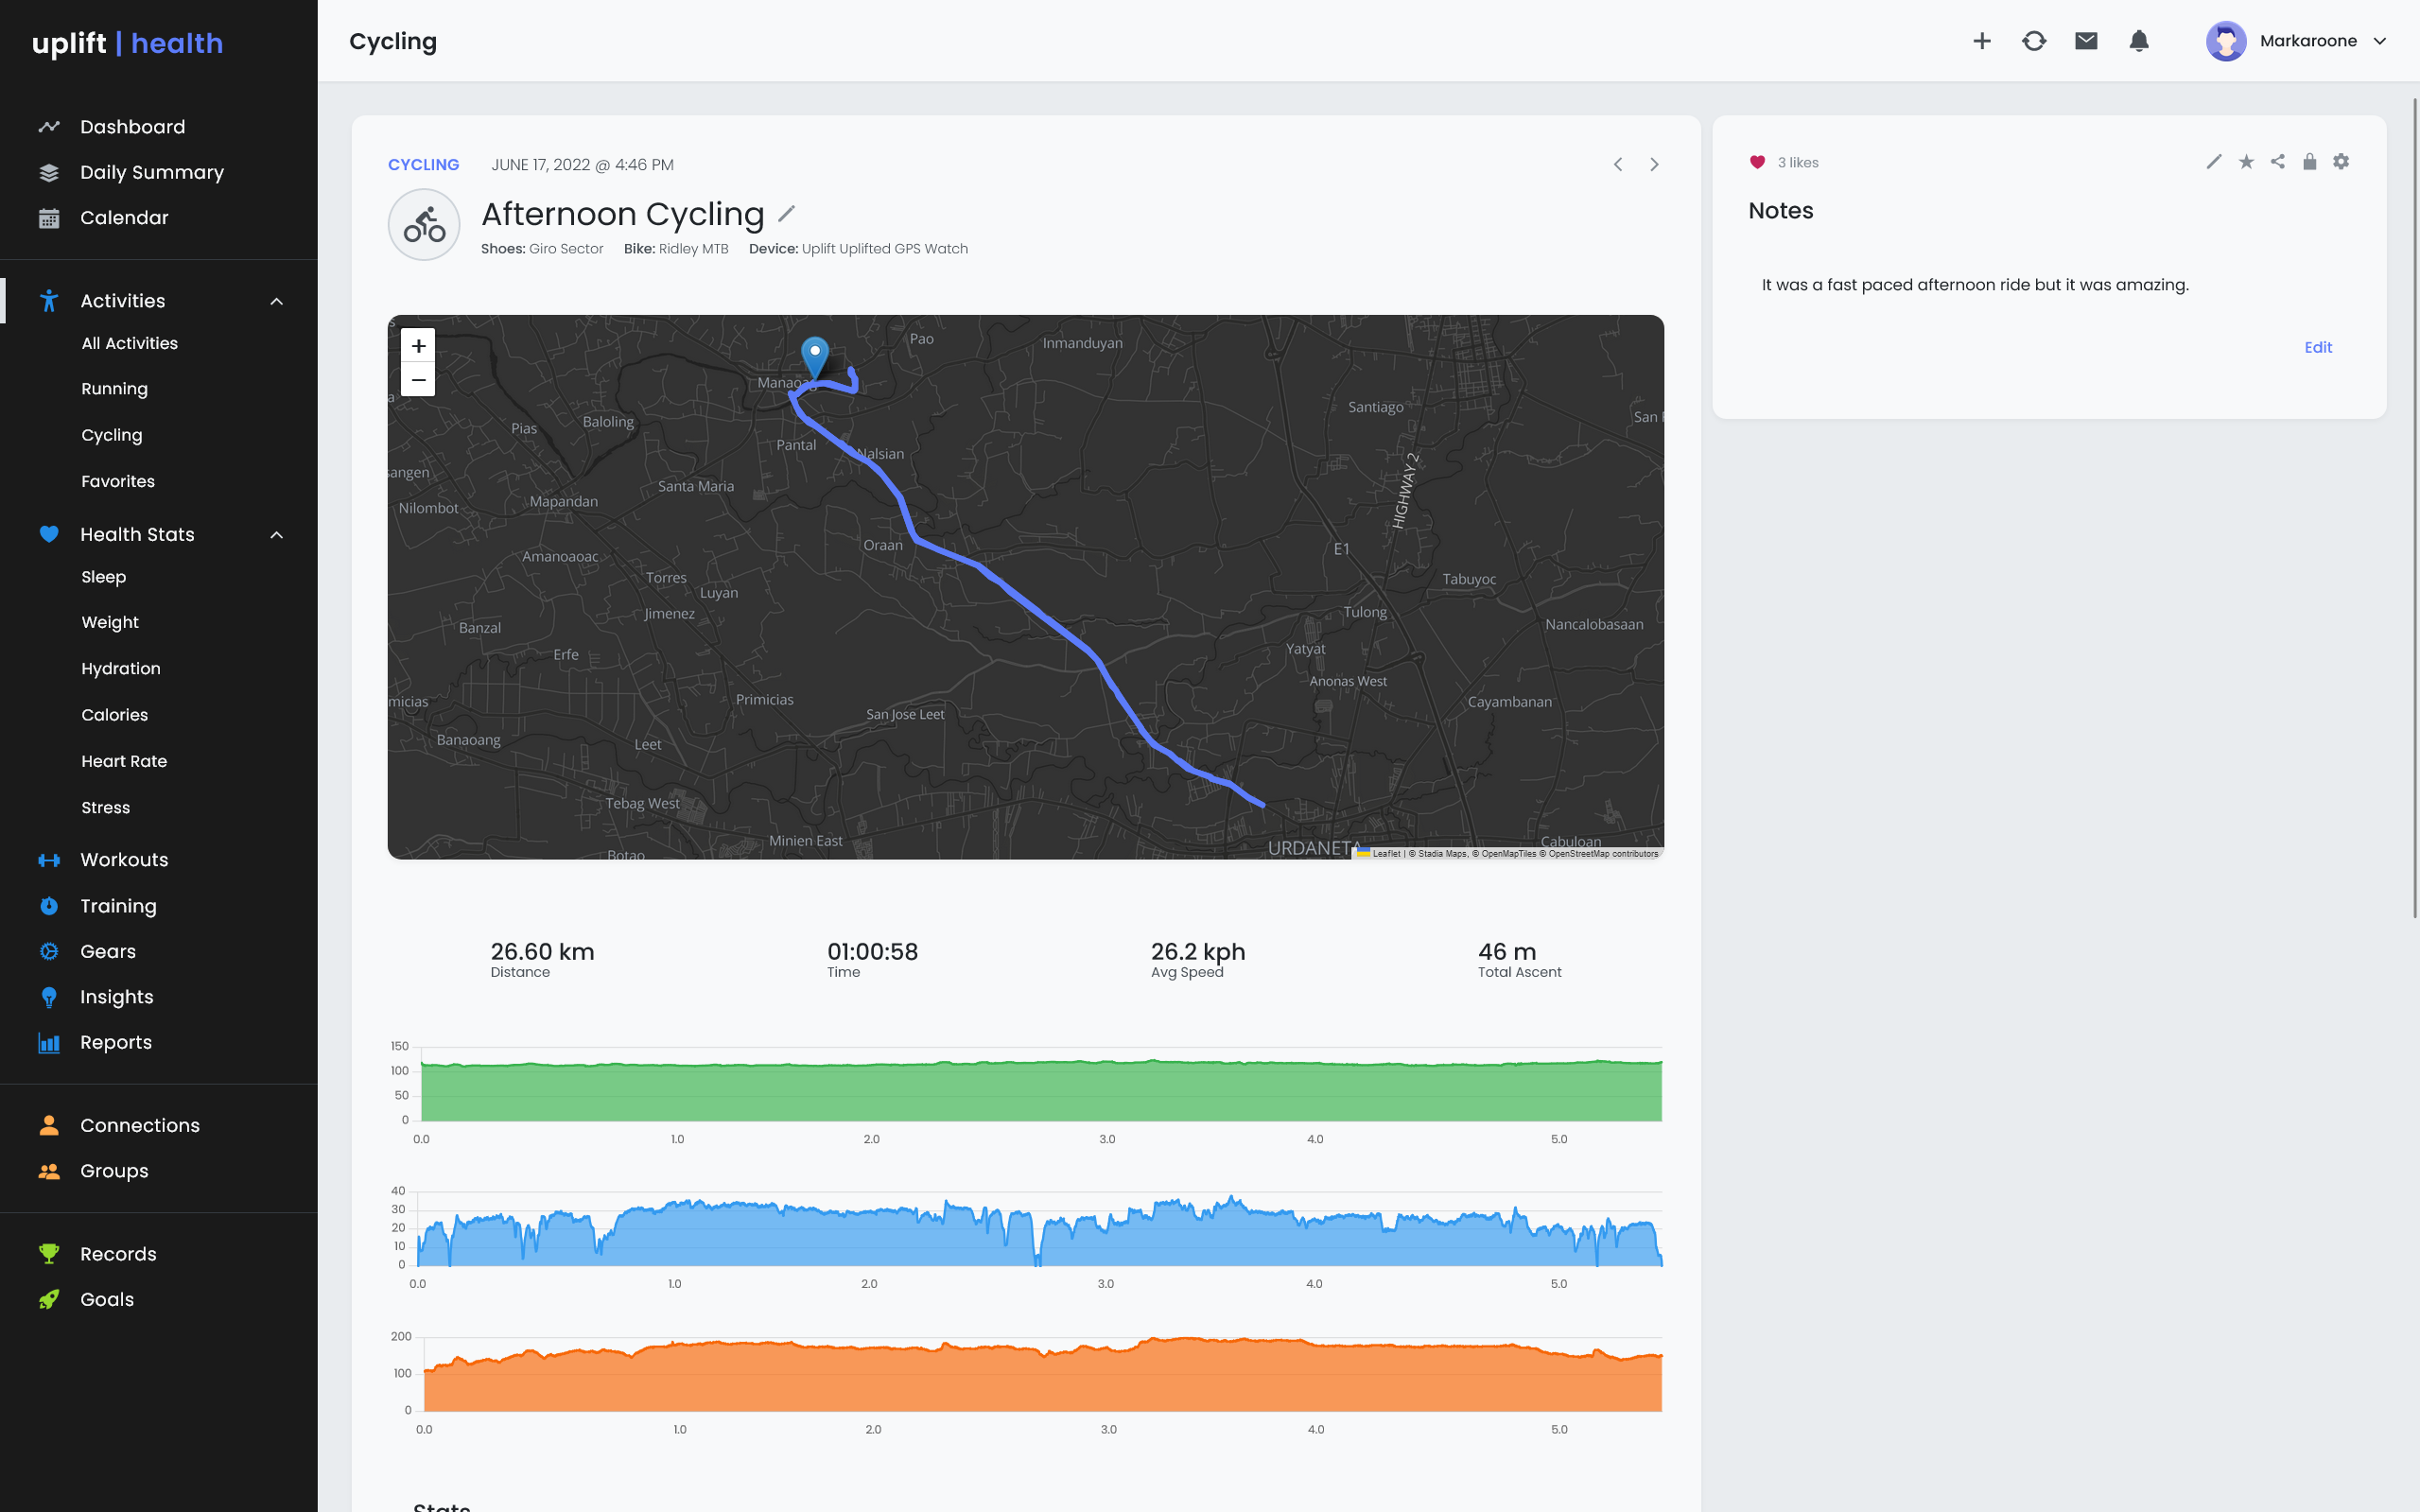 uplift | health
Dashboard
Daily Summary
Calendar
Activities
All Activities
Running
Cycling
Favorites
Health Stats
Sleep
Weight
Hydration
Calories
Heart Rate
Stress
Workouts
Training
Gears
Insights
Reports
Connections
Groups
Records
Goals
Cycling
Markaroone
CYCLING JUNE 17, 2022 @ 4:46 PM
Afternoon Cycling
Shoes: Giro Sector Bike: Ridley MTB Device: Uplift Uplifted GPS Watch
+
−
Pao
Inmanduyan
Manaoag
Santiago
Baloling
Pias
Pantal
Nalsian
HIGHWAY 2
Santa Maria
Mapandan
Nilombot
Oraan
E1
Amanoaoac
Torres
Tabuyoc
Luyan
Jimenez
Tulong
Banzal
Nancalobasaan
Erfe
Yatyat
Anonas West
Primicias
Cayambanan
San Jose Leet
Banaoang
Leet
Tebag West
Minien East
Cabuloan
URDANETA
Botao
Leaflet | © Stadia Maps, © OpenMapTiles © OpenStreetMap contributors
26.60 km
Distance
01:00:58
Time
26.2 kph
Avg Speed
46 m
Total Ascent
150
100
50
0
0.0 1.0 2.0 3.0 4.0 5.0
40
30
20
10
0
0.0 1.0 2.0 3.0 4.0 5.0
200
100
0
0.0 1.0 2.0 3.0 4.0 5.0
Stats
3 likes
Notes
It was a fast paced afternoon ride but it was amazing.
Edit